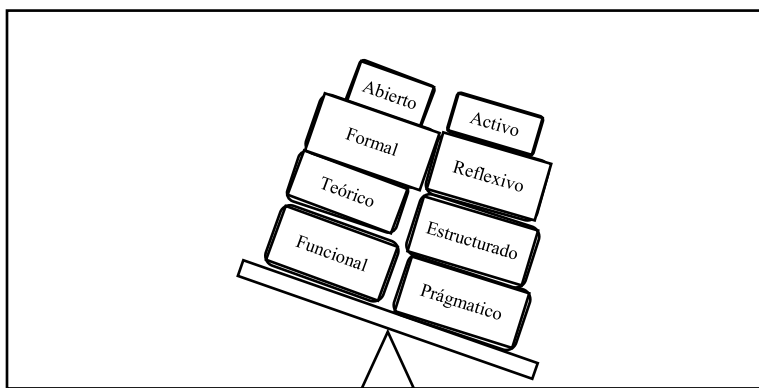 Abierto
Formal
Teórico
Funcional
Activo
Reflexivo
Estructurado
Prágmatico